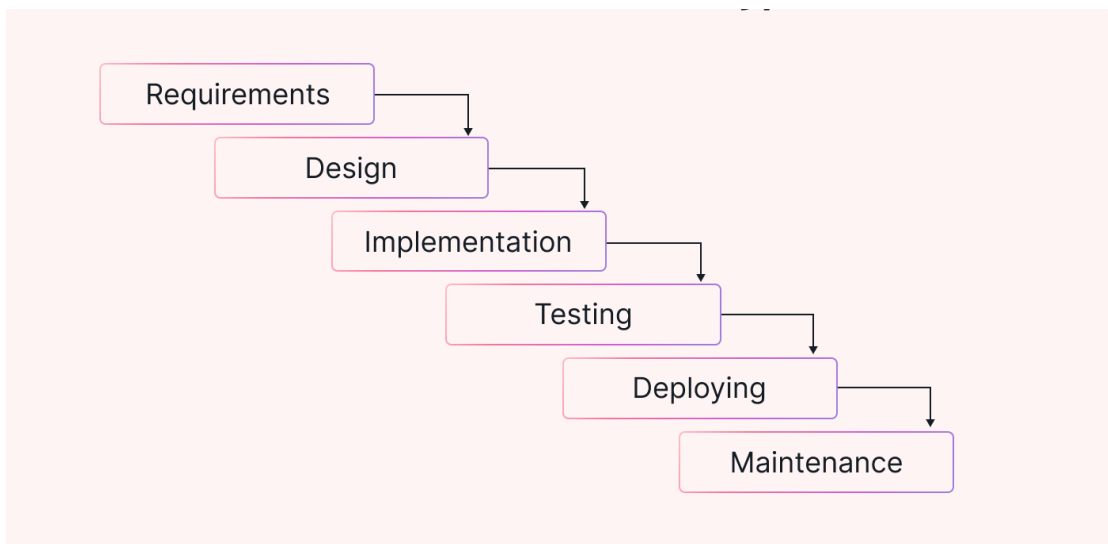 Requirements
Design
Implementation
Testing
Deploying
Maintenance